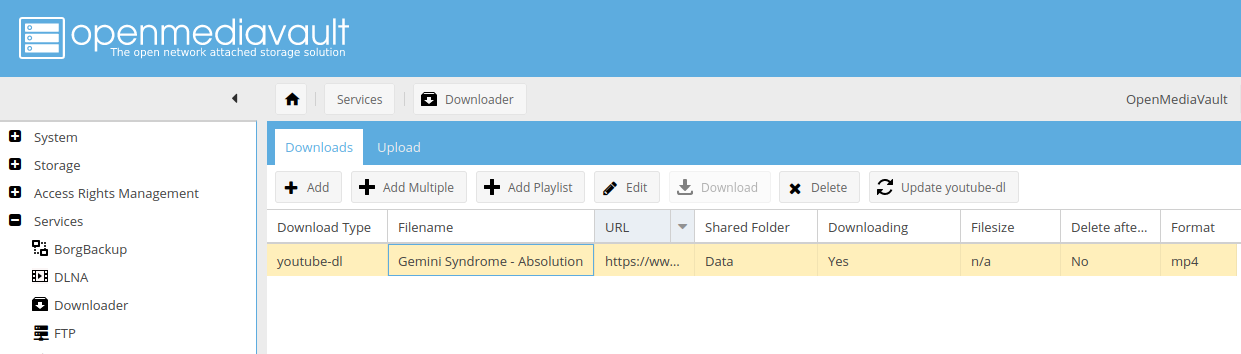 openmediavault
The open network attached storage solution
Services
Downloader
OpenMediaVault
System
Storage
Access Rights Management
Services
BorgBackup
DLNA
Downloader
FTP
Downloads Upload
Add Add Multiple Add Playlist Edit Download Delete Update youtube-dl
Download Type Filename URL Shared Folder Downloading Filesize Delete afte... Format
youtube-dl Gemini Syndrome - Absolution https://ww... Data Yes n/a No mp4